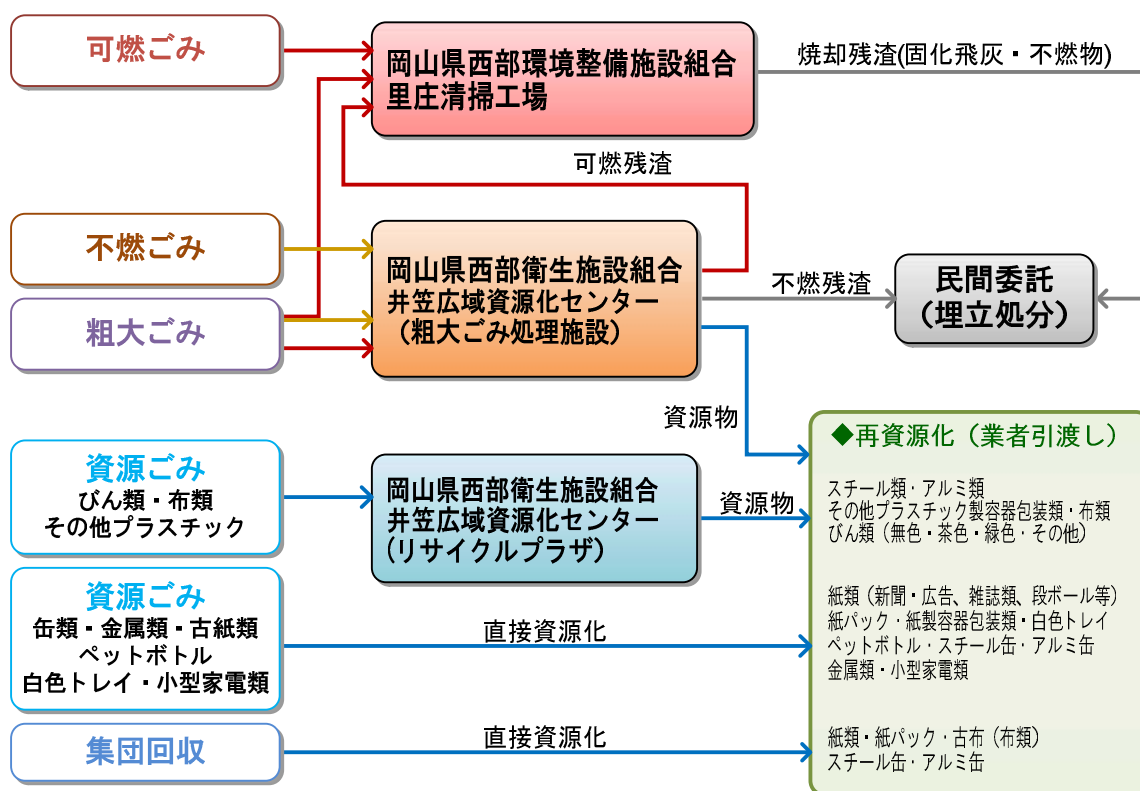 可燃ごみ
岡山県西部環境整備施設組合
里庄清掃工場
焼却残渣(固化飛灰・不燃物)
可燃残渣
不燃ごみ
粗大ごみ
岡山県西部衛生施設組合
井笠広域資源化センター
（粗大ごみ処理施設）
不燃残渣
民間委託
（埋立処分）
資源物
資源ごみ
びん類・布類
その他プラスチック
岡山県西部衛生施設組合
井笠広域資源化センター
(リサイクルプラザ)
資源物
◆再資源化（業者引渡し）
スチール類・アルミ類
その他プラスチック製容器包装類・布類
びん類（無色・茶色・緑色・その他）
資源ごみ
缶類・金属類・古紙類
ペットボトル
白色トレイ・小型家電類
直接資源化
紙類（新聞・広告、雑誌類、段ボール等）
紙パック・紙製容器包装類・白色トレイ
ペットボトル・スチール缶・アルミ缶
金属類・小型家電類
集団回収
直接資源化
紙類・紙パック・古布（布類）
スチール缶・アルミ缶